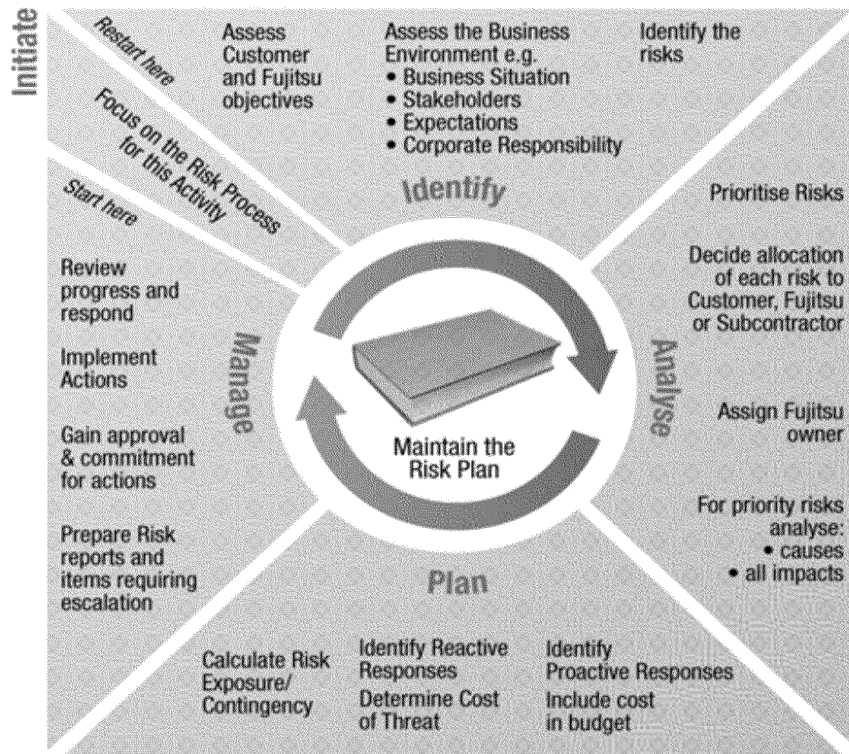 Initiate
Restart here
Focus on the Risk Process
for this Activity
Start here
Assess
Customer
and Fujitsu
objectives
Assess the Business
Environment e.g.
• Business Situation
• Stakeholders
• Expectations
• Corporate Responsibility
Identify the
risks
Identify
Prioritise Risks
Decide allocation
of each risk to
Customer, Fujitsu
or Subcontractor
Analyse
Assign Fujitsu
owner
For priority risks
analyse:
• causes
• all impacts
Maintain the
Risk Plan
Plan
Identify
Proactive Responses
Include cost
in budget
Identify Reactive
Responses
Determine Cost
of Threat
Calculate Risk
Exposure/
Contingency
Manage
Review
progress and
respond
Implement
Actions
Gain approval
& commitment
for actions
Prepare Risk
reports and
items requiring
escalation